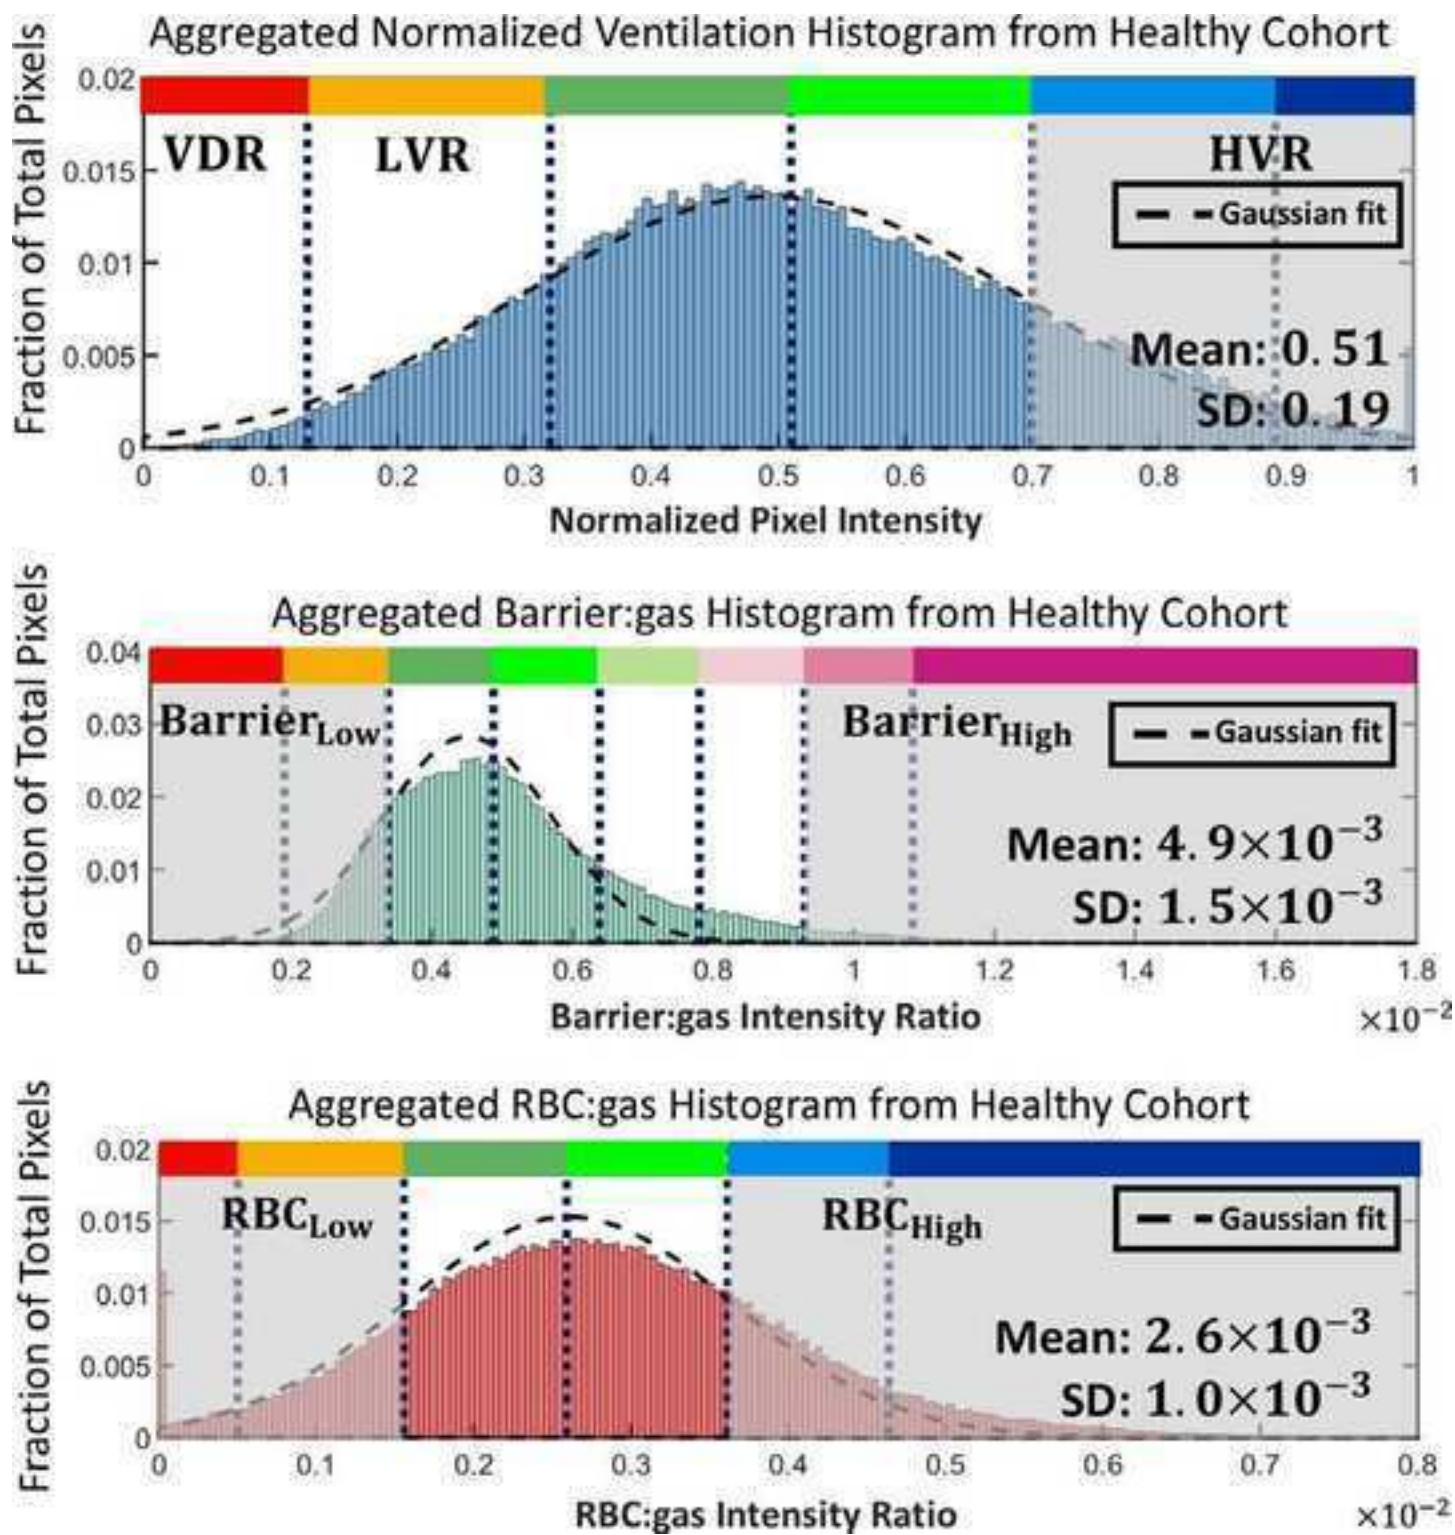 Aggregated Normalized Ventilation Histogram from Healthy Cohort
Fraction of Total Pixels
0.02
0.015
0.01
0.005
0
VDR
LVR
HVR
Gaussian fit
Mean: 0.51
SD: 0.19
0 0.1 0.2 0.3 0.4 0.5 0.6 0.7 0.8 0.9 1
Normalized Pixel Intensity
Aggregated Barrier:gas Histogram from Healthy Cohort
Fraction of Total Pixels
0.04
0.03
0.02
0.01
0
Barrier_Low
Barrier_High
Gaussian fit
Mean: 4.9×10⁻³
SD: 1.5×10⁻³
0 0.2 0.4 0.6 0.8 1 1.2 1.4 1.6 1.8
×10⁻²
Barrier:gas Intensity Ratio
Aggregated RBC:gas Histogram from Healthy Cohort
Fraction of Total Pixels
0.02
0.015
0.01
0.005
0
RBC_Low
RBC_High
Gaussian fit
Mean: 2.6×10⁻³
SD: 1.0×10⁻³
0 0.1 0.2 0.3 0.4 0.5 0.6 0.7 0.8
×10⁻²
RBC:gas Intensity Ratio